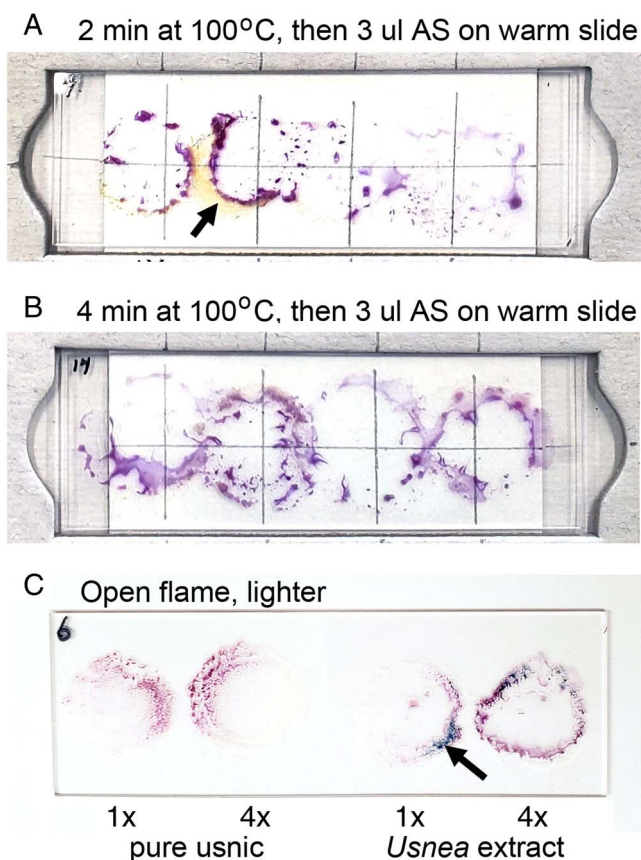 A 2 min at 100°C, then 3 ul AS on warm slide
B 4 min at 100°C, then 3 ul AS on warm slide
14
C Open flame, lighter
6
1x 4x 1x 4x
pure usnic Usnea extract